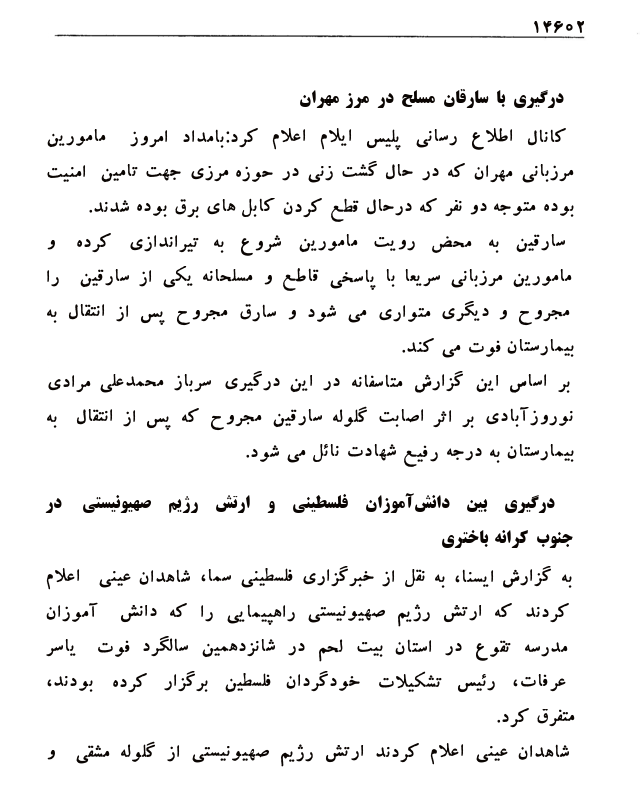 ۱۴۶۰۲
درگیری با سارقان مسلح در مرز مهران
کانال اطلاع رسانی پلیس ایلام اعلام کرد:بامداد امروز مامورین
مرزبانی مهران که در حال گشت زنی در حوزه مرزی جهت تامین امنیت
بوده متوجه دو نفر که درحال قطع کردن کابل های برق بوده شدند.
سارقین به محض رویت مامورین شروع به تیراندازی کرده و
مامورین مرزبانی سریعا با پاسخی قاطع و مسلحانه یکی از سارقین را
مجروح و دیگری متواری می شود و سارق مجروح پس از انتقال به
بیمارستان فوت می کند.
بر اساس این گزارش متاسفانه در این درگیری سرباز محمدعلی مرادی
نوروزآبادی بر اثر اصابت گلوله سارقین مجروح که پس از انتقال به
بیمارستان به درجه رفیع شهادت نائل می شود.
درگیری بین دانش‌آموزان فلسطینی و ارتش رژیم صهیونیستی در
جنوب کرانه باختری
به گزارش ایسنا، به نقل از خبرگزاری فلسطینی سما، شاهدان عینی اعلام
کردند که ارتش رژیم صهیونیستی راهپیمایی را که دانش آموزان
مدرسه تقوع در استان بیت لحم در شانزدهمین سالگرد فوت یاسر
عرفات، رئیس تشکیلات خودگردان فلسطین برگزار کرده بودند،
متفرق کرد.
شاهدان عینی اعلام کردند ارتش رژیم صهیونیستی از گلوله مشقی و